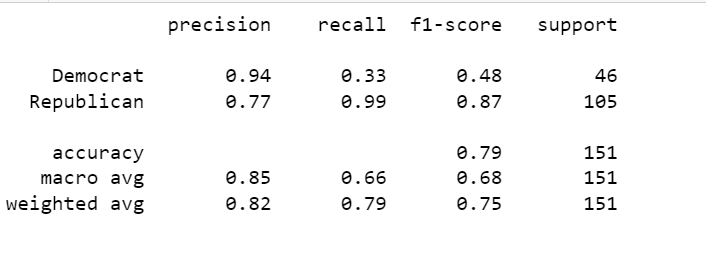 precision recall f1-score support
Democrat 0.94 0.33 0.48 46
Republican 0.77 0.99 0.87 105
accuracy 0.79 151
macro avg 0.85 0.66 0.68 151
weighted avg 0.82 0.79 0.75 151